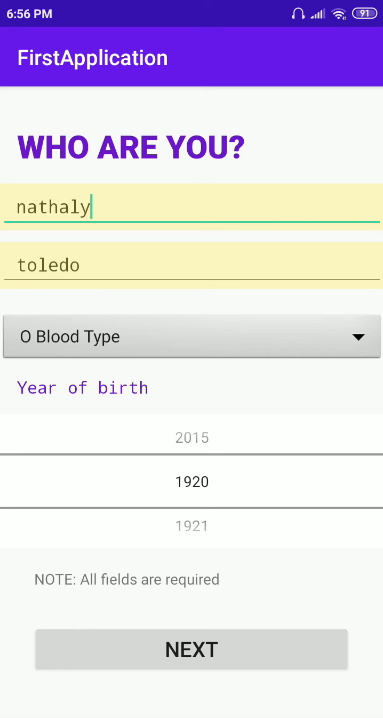 6:56 PM 91
FirstApplication
WHO ARE YOU?
nathaly
toledo
O Blood Type
Year of birth
2015
1920
1921
NOTE: All fields are required
NEXT